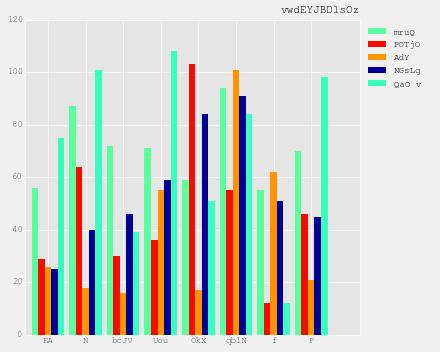 vwdEYJBDlsOz
120
100
80
60
40
20
0
EA N bcJV Uou OkX qblN f P
mruQ
POTjO
AdY
NGsLg
QaO v